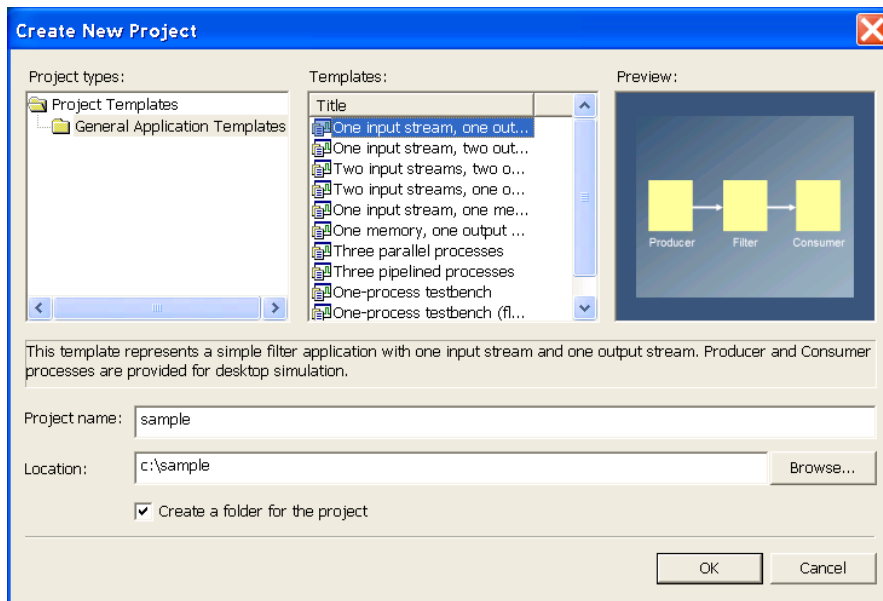 Create New Project
Project types:
Templates:
Preview:
Project Templates
General Application Templates
Title
One input stream, one out...
One input stream, two out...
Two input streams, two o...
Two input streams, one o...
One input stream, one me...
One memory, one output ...
Three parallel processes
Three pipelined processes
One-process testbench
One-process testbench (fl...
Producer
Filter
Consumer
This template represents a simple filter application with one input stream and one output stream. Producer and Consumer
processes are provided for desktop simulation.
Project name:
sample
Location:
c:\sample
Browse...
Create a folder for the project
OK
Cancel